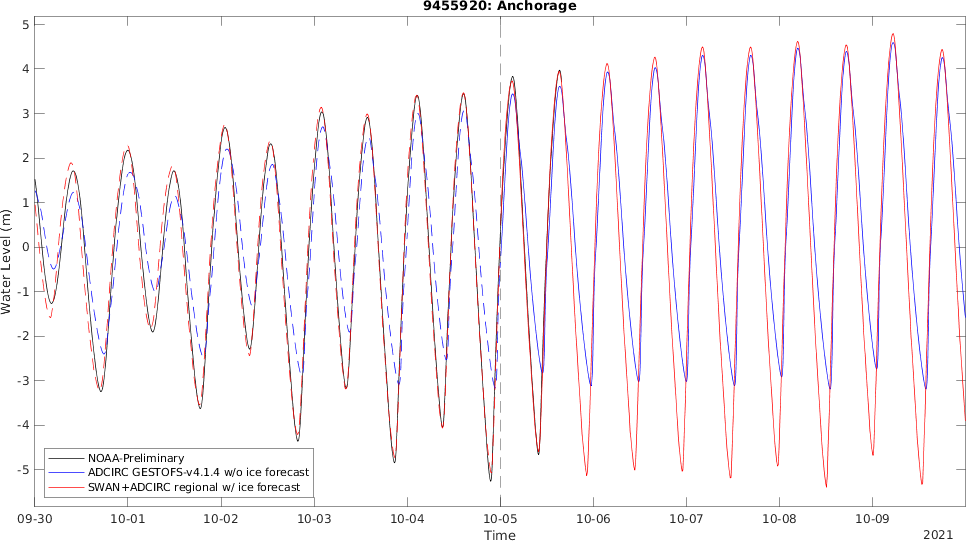 9455920: Anchorage
5
4
3
2
1
0
-1
-2
-3
-4
-5
Water Level (m)
NOAA-Preliminary
ADCIRC GESTOFS-v4.1.4 w/o ice forecast
SWAN+ADCIRC regional w/ ice forecast
09-30 10-01 10-02 10-03 10-04 10-05 10-06 10-07 10-08 10-09
Time
2021